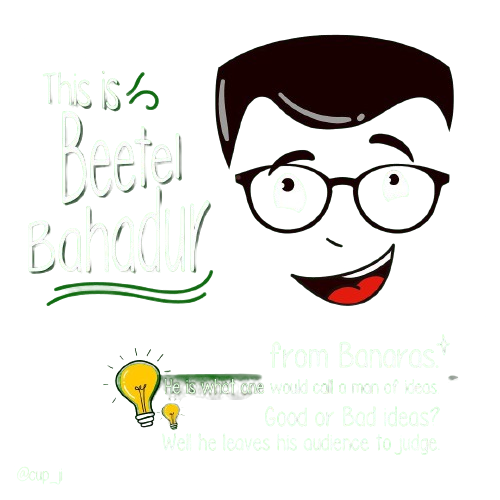 This is
Beetel
Bahadur
from Banaras.
He is what one would call a man of ideas
Good or Bad ideas?
Well he leaves his audience to judge